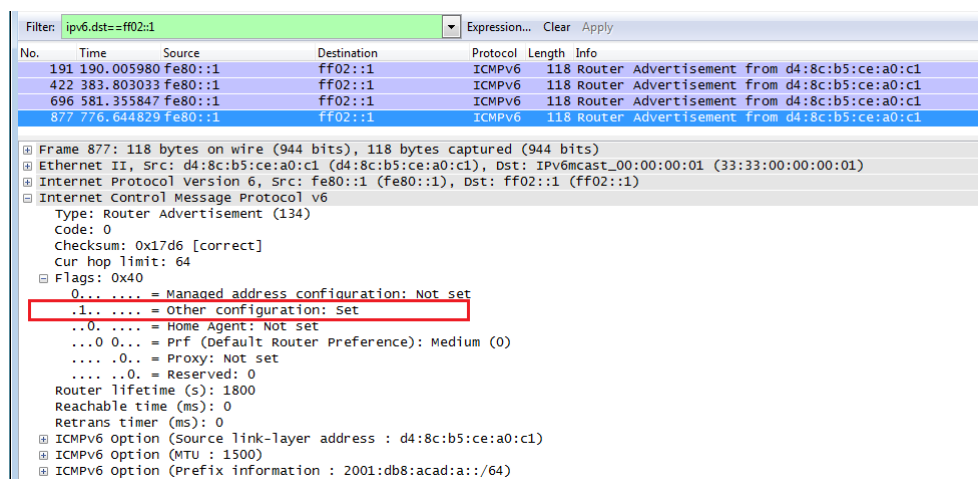 Filter: ipv6.dst==ff02::1 Expression... Clear Apply
No. Time Source Destination Protocol Length Info
191 190.005980 fe80::1 ff02::1 ICMPv6 118 Router Advertisement from d4:8c:b5:ce:a0:c1
422 383.803033 fe80::1 ff02::1 ICMPv6 118 Router Advertisement from d4:8c:b5:ce:a0:c1
696 581.355847 fe80::1 ff02::1 ICMPv6 118 Router Advertisement from d4:8c:b5:ce:a0:c1
877 776.644829 fe80::1 ff02::1 ICMPv6 118 Router Advertisement from d4:8c:b5:ce:a0:c1
Frame 877: 118 bytes on wire (944 bits), 118 bytes captured (944 bits)
Ethernet II, Src: d4:8c:b5:ce:a0:c1 (d4:8c:b5:ce:a0:c1), Dst: IPv6mcast_00:00:00:01 (33:33:00:00:00:01)
Internet Protocol Version 6, Src: fe80::1 (fe80::1), Dst: ff02::1 (ff02::1)
Internet Control Message Protocol v6
Type: Router Advertisement (134)
Code: 0
Checksum: 0x17d6 [correct]
Cur hop limit: 64
Flags: 0x40
0... .... = Managed address configuration: Not set
.1.. .... = Other configuration: Set
..0. .... = Home Agent: Not set
...0 0... = Prf (Default Router Preference): Medium (0)
.... .0.. = Proxy: Not set
.... ..0. = Reserved: 0
Router lifetime (s): 1800
Reachable time (ms): 0
Retrans timer (ms): 0
ICMPv6 Option (Source link-layer address : d4:8c:b5:ce:a0:c1)
ICMPv6 Option (MTU : 1500)
ICMPv6 Option (Prefix information : 2001:db8:acad:a::/64)